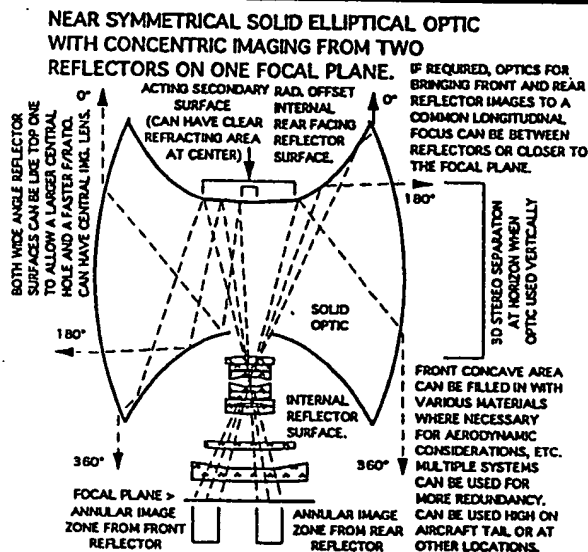 NEAR SYMMETRICAL SOLID ELLIPTICAL OPTIC
WITH CONCENTRIC IMAGING FROM TWO
REFLECTORS ON ONE FOCAL PLANE.
IF REQUIRED, OPTICS FOR
BRINGING FRONT AND REAR
REFLECTOR IMAGES TO A
COMMON LONGITUDINAL
FOCUS CAN BE BETWEEN
REFLECTORS OR CLOSER TO
THE FOCAL PLANE.
ACTING SECONDARY
SURFACE
(CAN HAVE CLEAR
REFRACTING AREA
AT CENTER)
RAD. OFFSET
INTERNAL
REAR FACING
REFLECTOR
SURFACE.
0°
0°
BOTH WIDE ANGLE REFLECTOR
SURFACES CAN BE LIKE TOP ONE
TO ALLOW A LARGER CENTRAL
HOLE AND A FASTER F/RATIO.
CAN HAVE CENTRAL IMG. LENS.
180°
3D STEREO SEPARATION
AT HORIZON WHEN
OPTIC USED VERTICALLY
SOLID
OPTIC
180°
INTERNAL
REFLECTOR
SURFACE.
FRONT CONCAVE AREA
CAN BE FILLED IN WITH
VARIOUS MATERIALS
WHERE NECESSARY
FOR AERODYNAMIC
CONSIDERATIONS, ETC.
MULTIPLE SYSTEMS
CAN BE USED FOR
MORE REDUNDANCY.
CAN BE USED HIGH ON
AIRCRAFT TAIL OR AT
OTHER LOCATIONS.
360°
360°
FOCAL PLANE >
ANNULAR IMAGE
ZONE FROM FRONT
REFLECTOR
ANNULAR IMAGE
ZONE FROM REAR
REFLECTOR